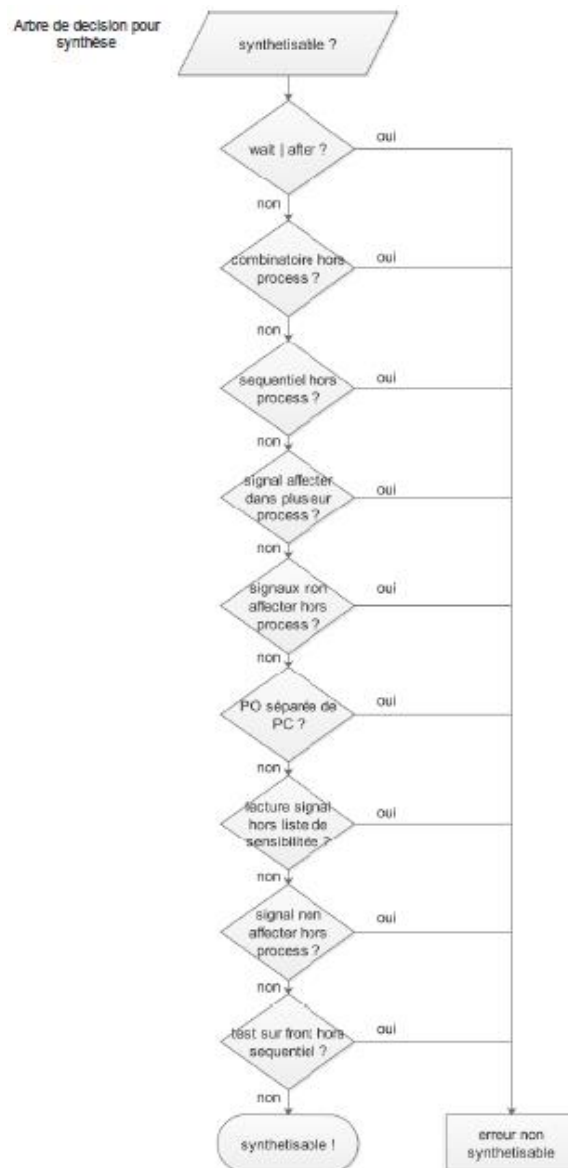 Arbre de decision pour
synthèse
synthetisable ?
wait | after ?
oui
non
combinatoire hors
process ?
oui
non
sequentiel hors
process ?
oui
non
signal affecter
dans plusieur
process ?
oui
non
signaux non
affecter hors
process ?
oui
non
PO séparée de
PC ?
oui
non
lecture signal
hors liste de
sensibilitée ?
oui
non
signal non
affecter hors
process ?
oui
non
test sur front hors
sequentiel ?
oui
non
synthetisable !
erreur non
synthetisable